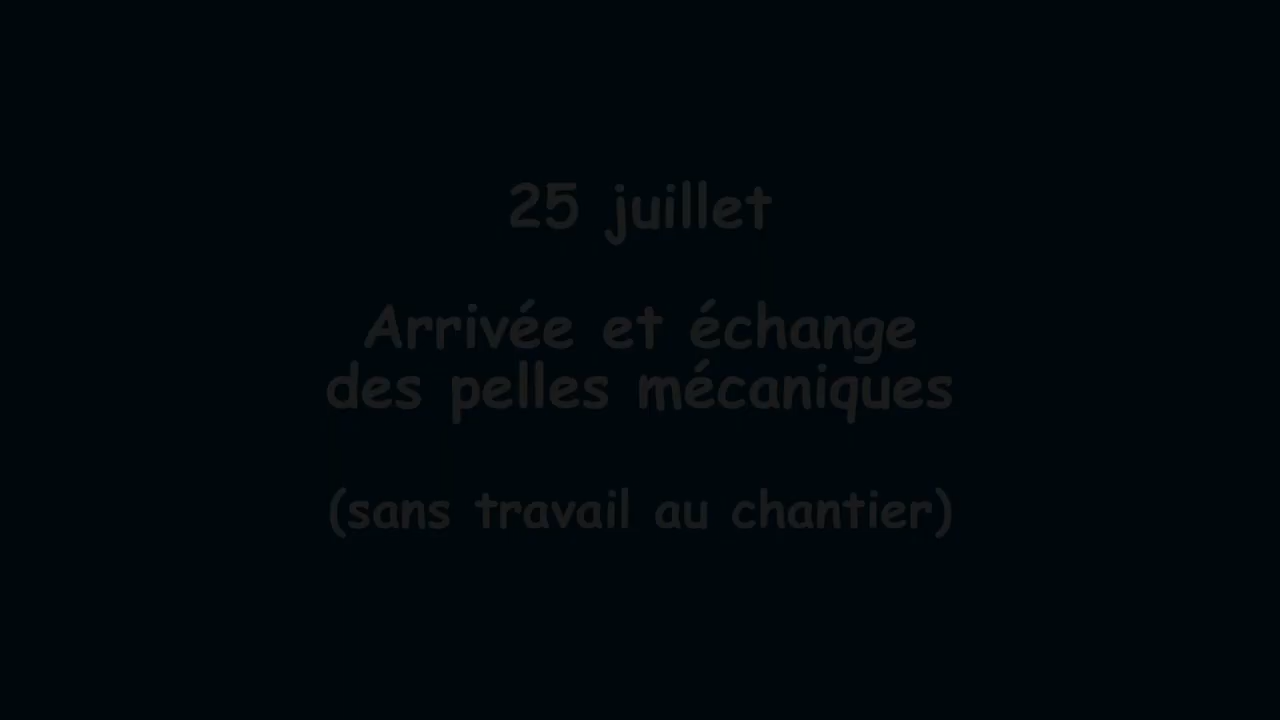 25 juillet
Arrivée et échange
des pelles mécaniques
(sans travail au chantier)